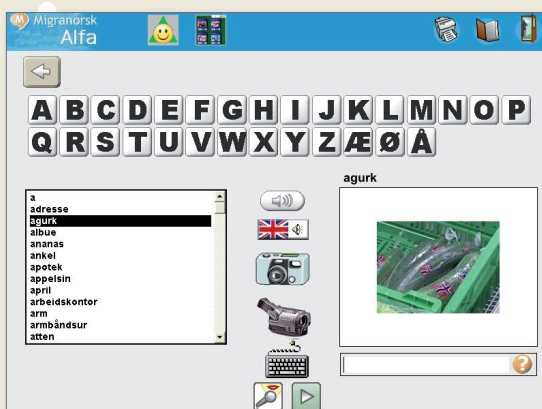 Migranorsk
Alfa
A B C D E F G H I J K L M N O P
Q R S T U V W X Y Z Æ Ø Å
agurk
a
adresse
agurk
albue
ananas
ankel
apotek
appelsin
april
arbeidskontor
arm
armbåndsur
atten